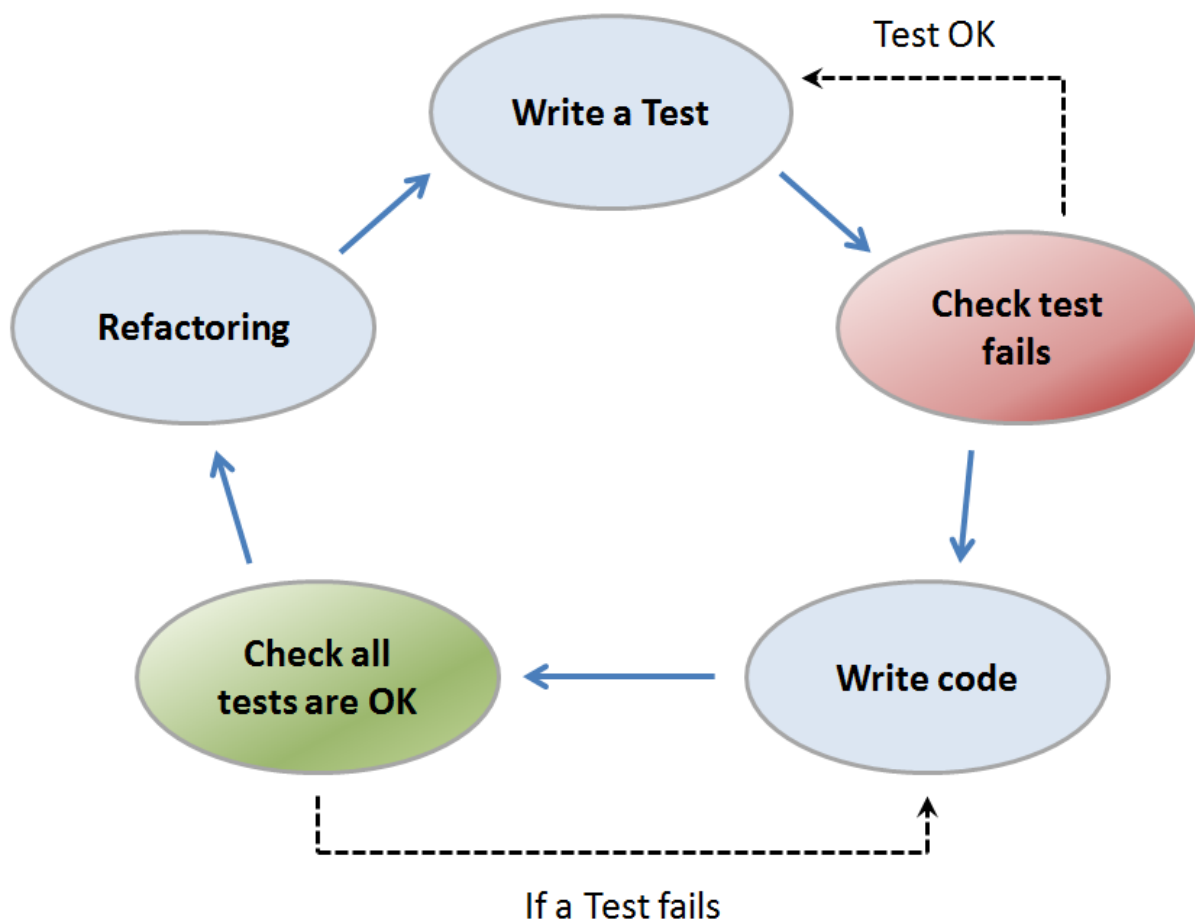 Test OK
Write a Test
Check test
fails
Refactoring
Check all
tests are OK
Write code
If a Test fails